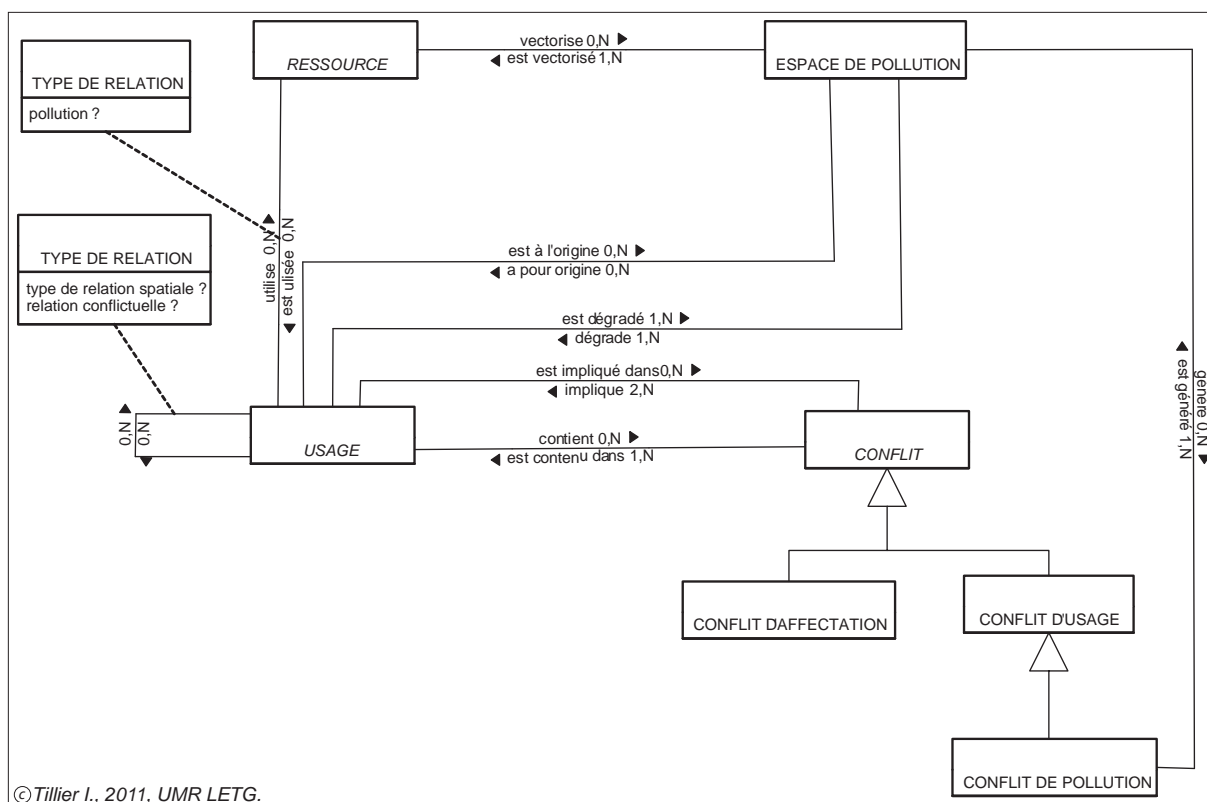 vectorise 0,N
RESSOURCE
est vectorisé 1,N
ESPACE DE POLLUTION
TYPE DE RELATION
pollution ?
utilise 0,N
est ulisée 0,N
TYPE DE RELATION
type de relation spatiale ?
relation conflictuelle ?
est à l'origine 0,N
a pour origine 0,N
est dégradé 1,N
dégrade 1,N
est impliqué dans0,N
implique 2,N
génère 0,N
est généré 1,N
0,N
0,N
USAGE
contient 0,N
est contenu dans 1,N
CONFLIT
CONFLIT D'AFFECTATION
CONFLIT D'USAGE
CONFLIT DE POLLUTION
©Tillier I., 2011, UMR LETG.